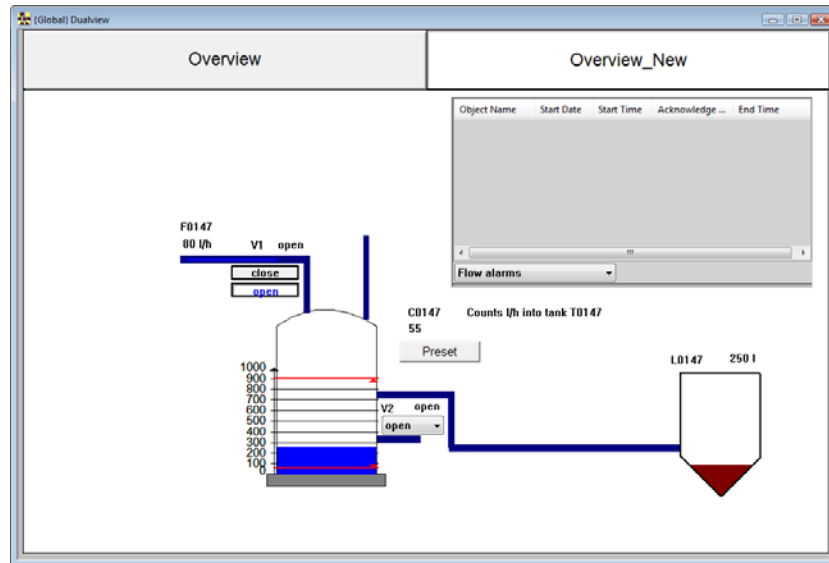 (Global) Dualview
Overview
Overview_New
Object Name Start Date Start Time Acknowledge ... End Time
Flow alarms
F0147
80 l/h V1 open
close
open
C0147 Counts l/h into tank T0147
55
Preset
L0147 250 l
1000
900
800
700
600
500
400
300
200
100
0
V2 open
open